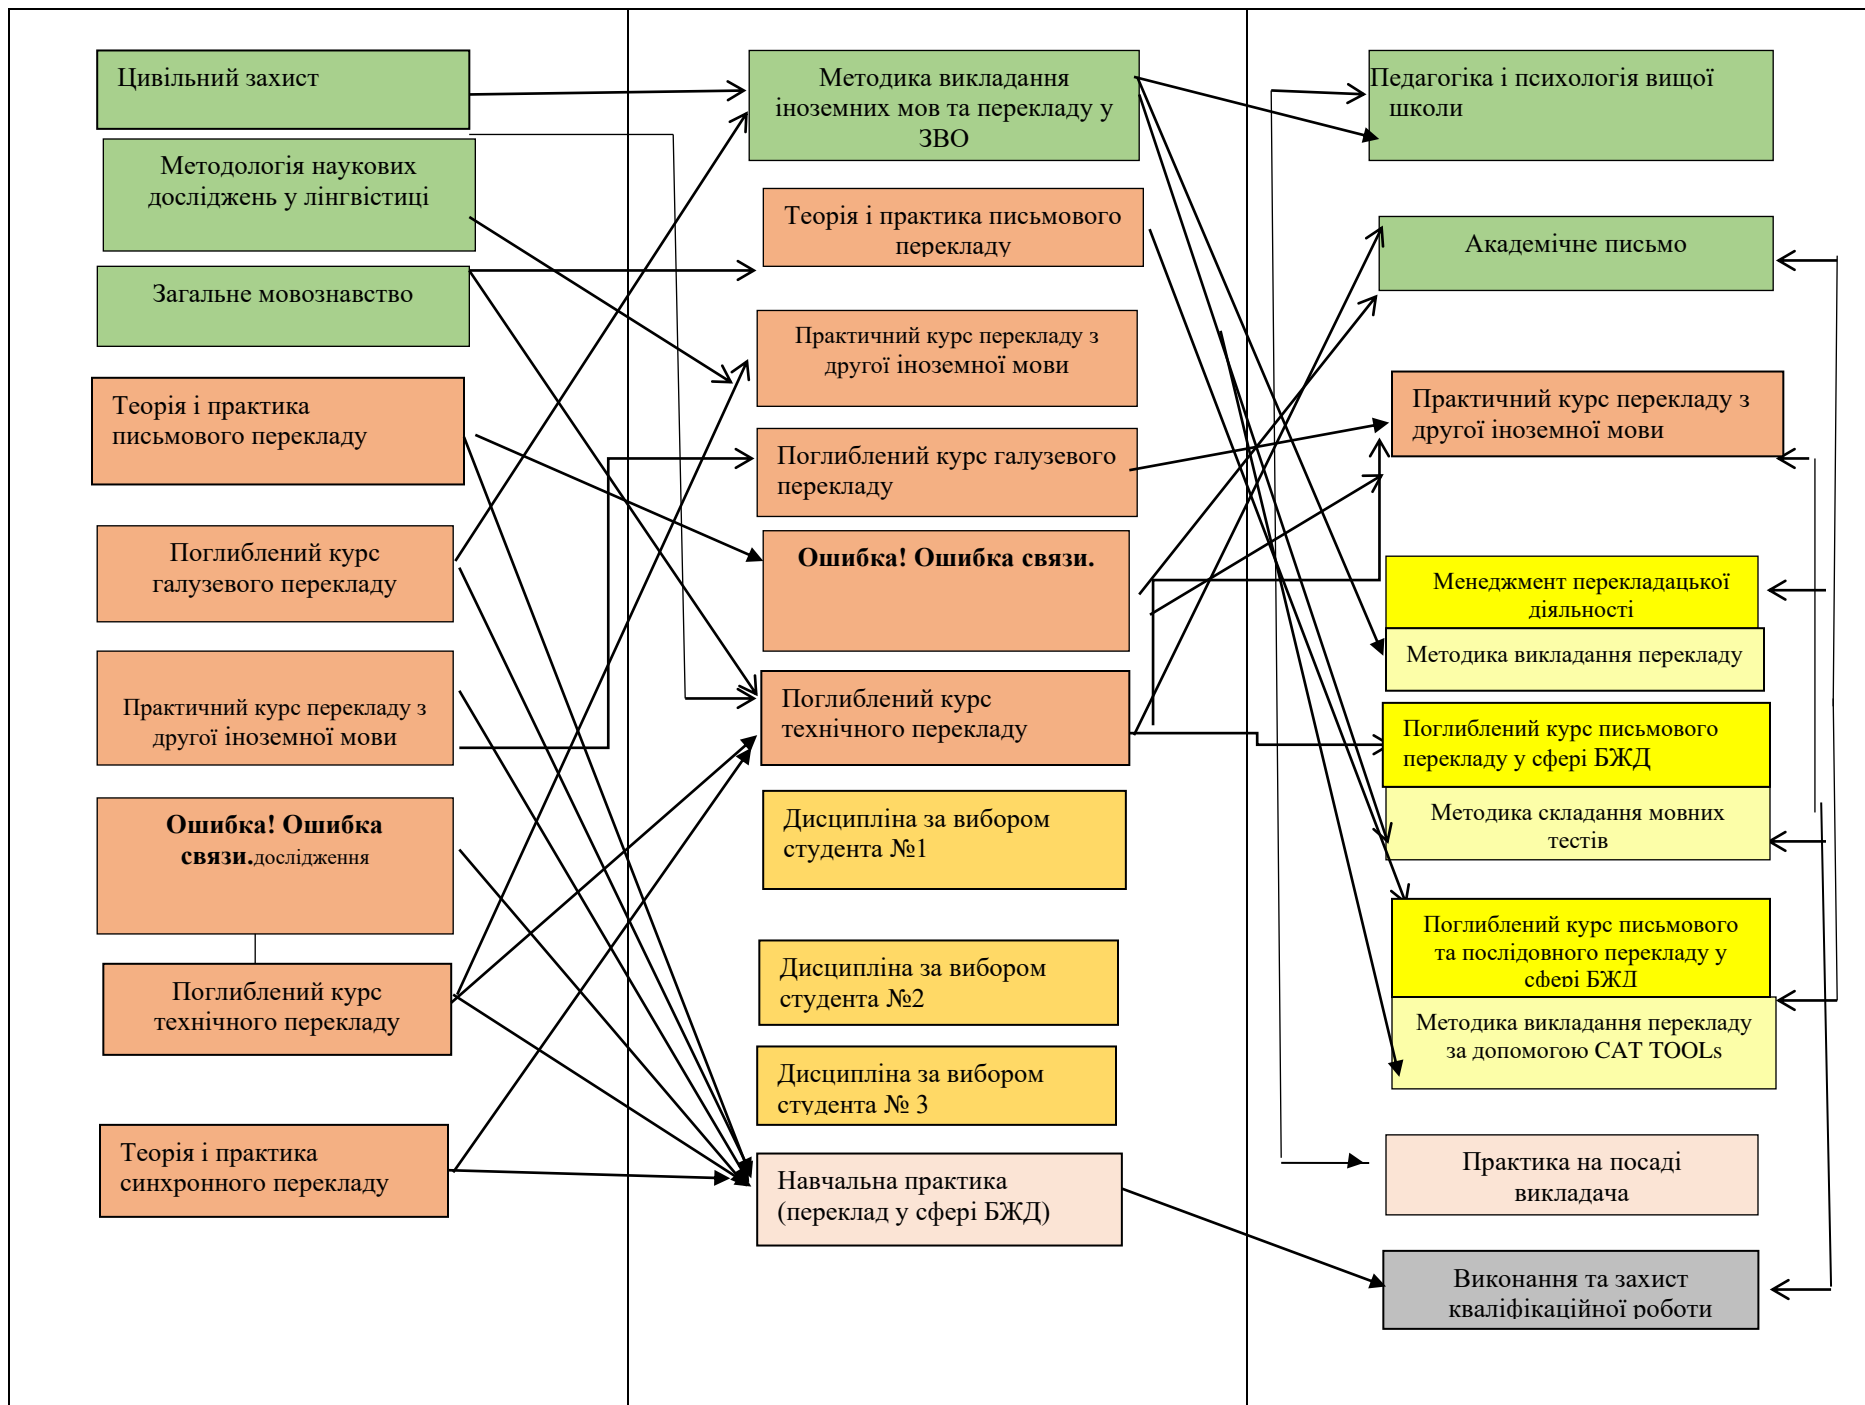 Цивільний захист
Методологія наукових
досліджень у лінгвістиці
Загальне мовознавство
Теорія і практика
письмового перекладу
Поглиблений курс
галузевого перекладу
Практичний курс перекладу з
другої іноземної мови
Ошибка! Ошибка
связи.дослідження
Поглиблений курс
технічного перекладу
Теорія і практика
синхронного перекладу
Методика викладання
іноземних мов та перекладу у
ЗВО
Теорія і практика письмового
перекладу
Практичний курс перекладу з
другої іноземної мови
Поглиблений курс галузевого
перекладу
Ошибка! Ошибка связи.
Поглиблений курс
технічного перекладу
Дисципліна за вибором
студента №1
Дисципліна за вибором
студента №2
Дисципліна за вибором
студента № 3
Навчальна практика
(переклад у сфері БЖД)
Педагогіка і психологія вищої
школи
Академічне письмо
Практичний курс перекладу з
другої іноземної мови
Менеджмент перекладацької
діяльності
Методика викладання перекладу
Поглиблений курс письмового
перекладу у сфері БЖД
Методика складання мовних
тестів
Поглиблений курс письмового
та послідовного перекладу у
сфері БЖД
Методика викладання перекладу
за допомогою CAT TOOLs
Практика на посаді
викладача
Виконання та захист
кваліфікаційної роботи